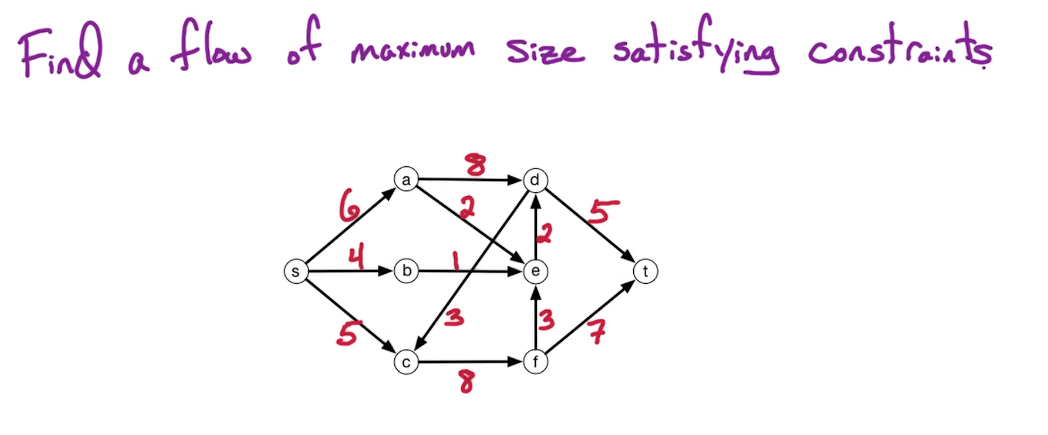 Find a flow of maximum size satisfying constraints
8
a d
6 2 5
4 1 2
s b e t
5 3 3 7
c f
8